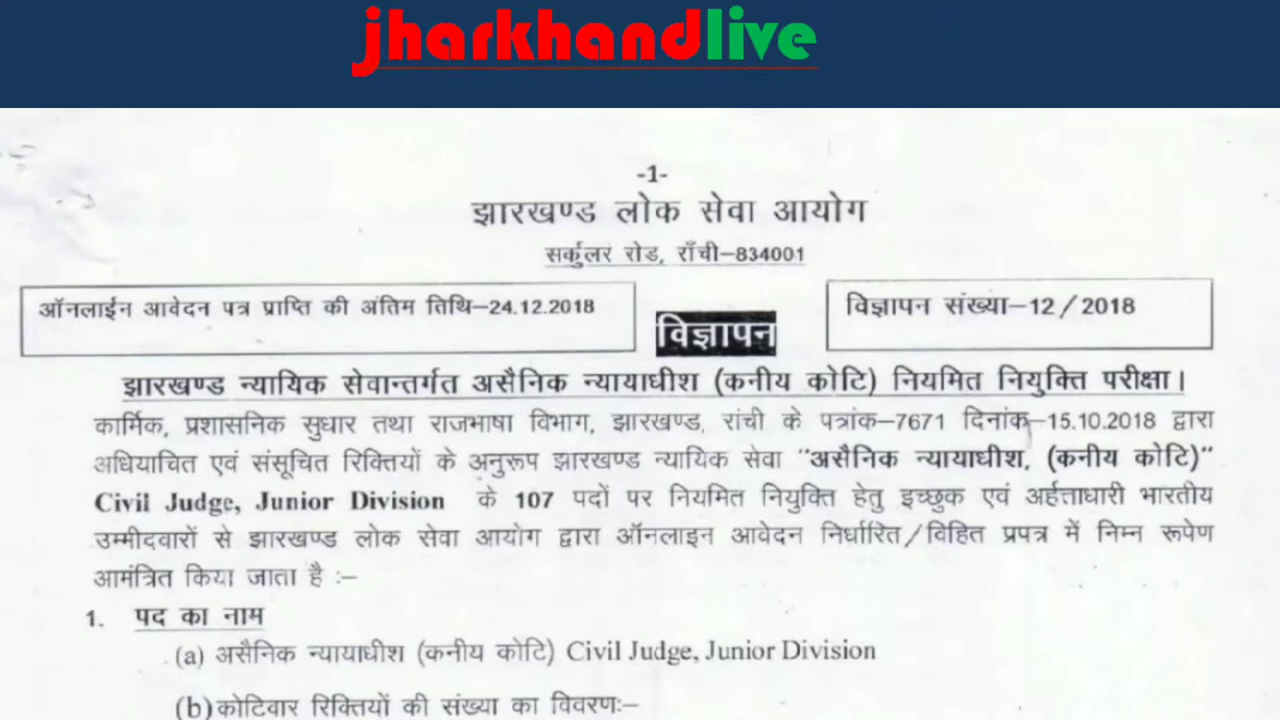 jharkhandlive
-1-
झारखण्ड लोक सेवा आयोग
सर्कुलर रोड, राँची–834001
ऑनलाईन आवेदन पत्र प्राप्ति की अंतिम तिथि–24.12.2018
विज्ञापन
विज्ञापन संख्या–12/2018
झारखण्ड न्यायिक सेवान्तर्गत असैनिक न्यायाधीश (कनीय कोटि) नियमित नियुक्ति परीक्षा।
कार्मिक, प्रशासनिक सुधार तथा राजभाषा विभाग, झारखण्ड, रांची के पत्रांक–7671 दिनांक–15.10.2018 द्वारा
अधियाचित एवं संसूचित रिक्तियों के अनुरूप झारखण्ड न्यायिक सेवा "असैनिक न्यायाधीश, (कनीय कोटि)"
Civil Judge, Junior Division के 107 पदों पर नियमित नियुक्ति हेतु इच्छुक एवं अर्हत्ताधारी भारतीय
उम्मीदवारों से झारखण्ड लोक सेवा आयोग द्वारा ऑनलाइन आवेदन निर्धारित/विहित प्रपत्र में निम्न रूपेण
आमंत्रित किया जाता है :–
1. पद का नाम
(a) असैनिक न्यायाधीश (कनीय कोटि) Civil Judge, Junior Division
(b) कोटिवार रिक्तियों की संख्या का विवरणः–